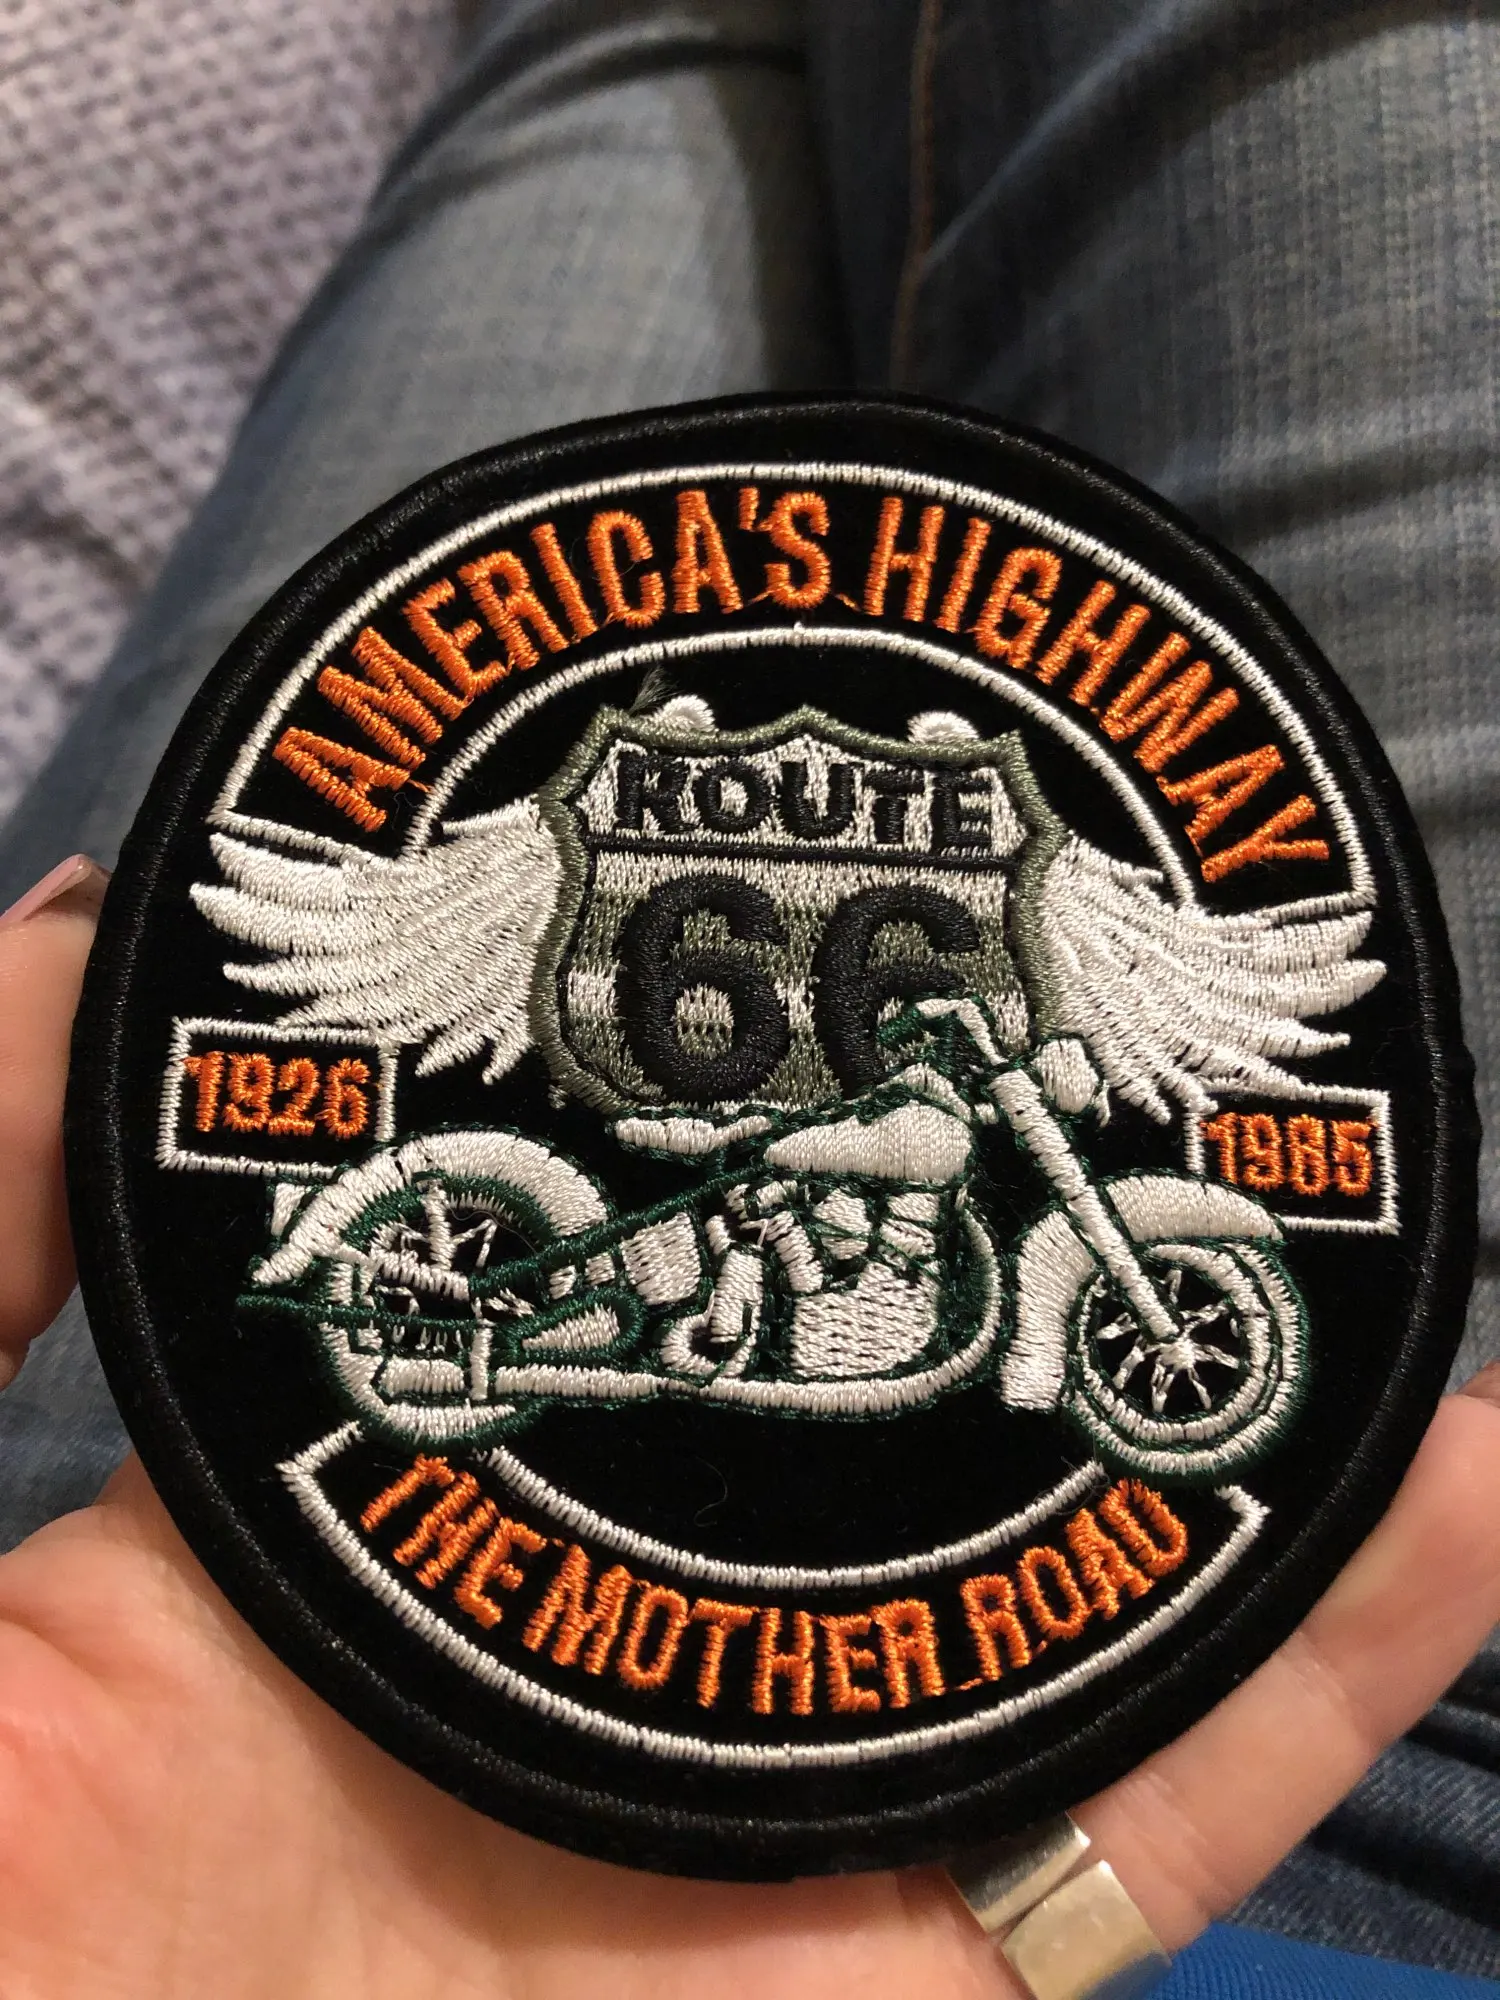 AMERICA'S HIGHWAY
ROUTE
66
1926
1985
THE MOTHER ROAD